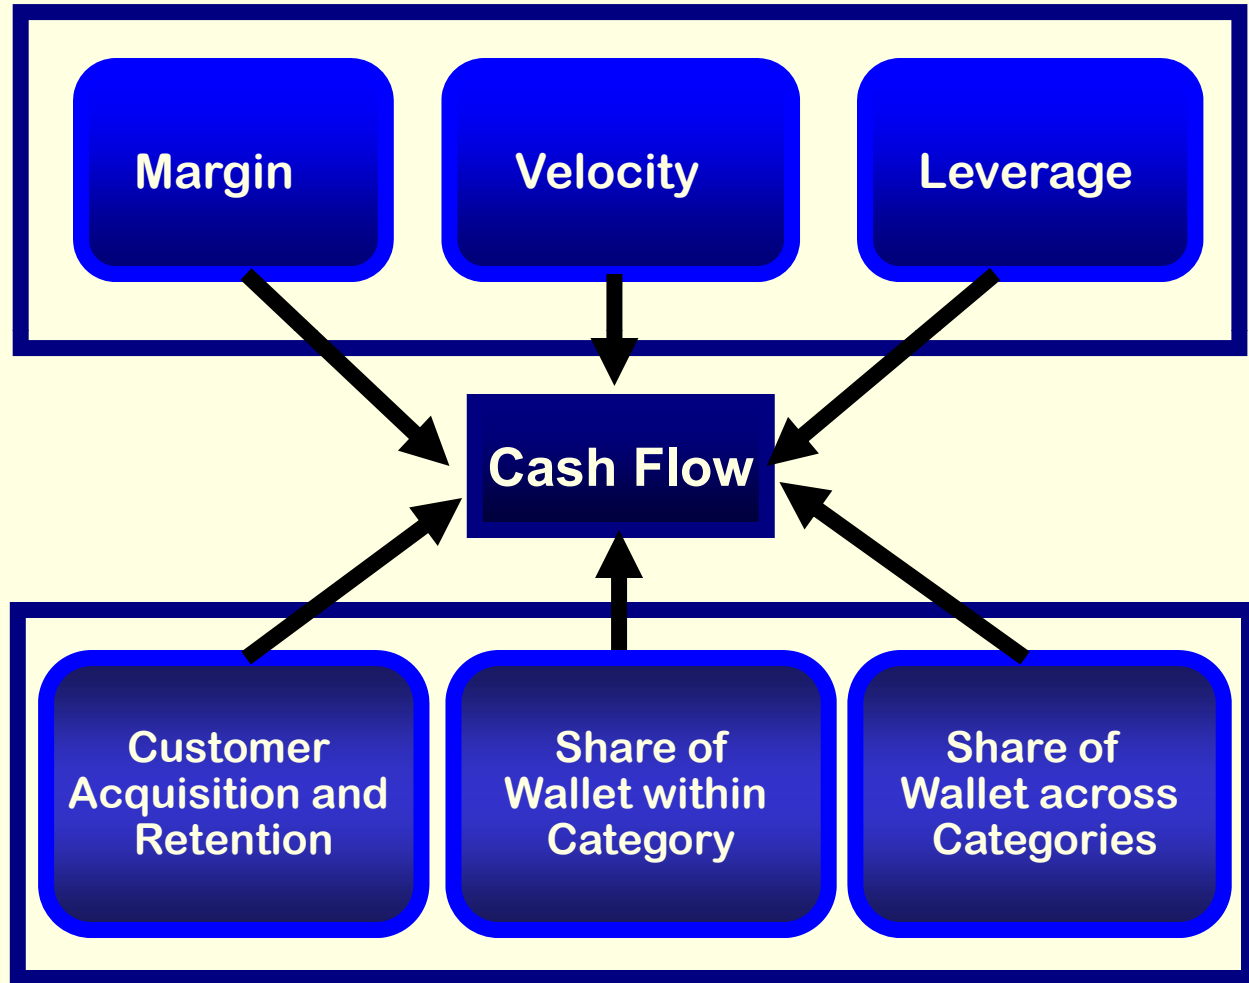 Margin
Velocity
Leverage
Cash Flow
Customer
Acquisition and
Retention
Share of
Wallet within
Category
Share of
Wallet across
Categories